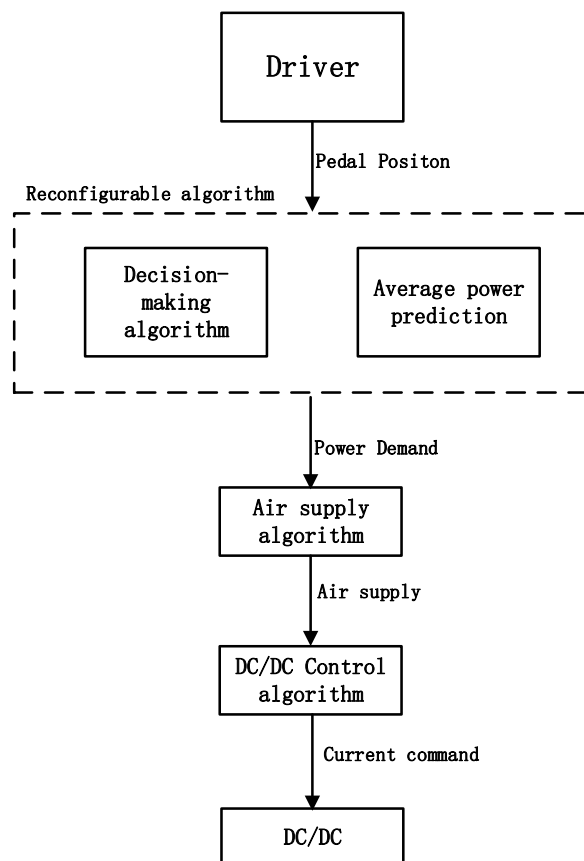 Driver
Pedal Positon
Reconfigurable algorithm
Decision-
making
algorithm
Average power
prediction
Power Demand
Air supply
algorithm
Air supply
DC/DC Control
algorithm
Current command
DC/DC